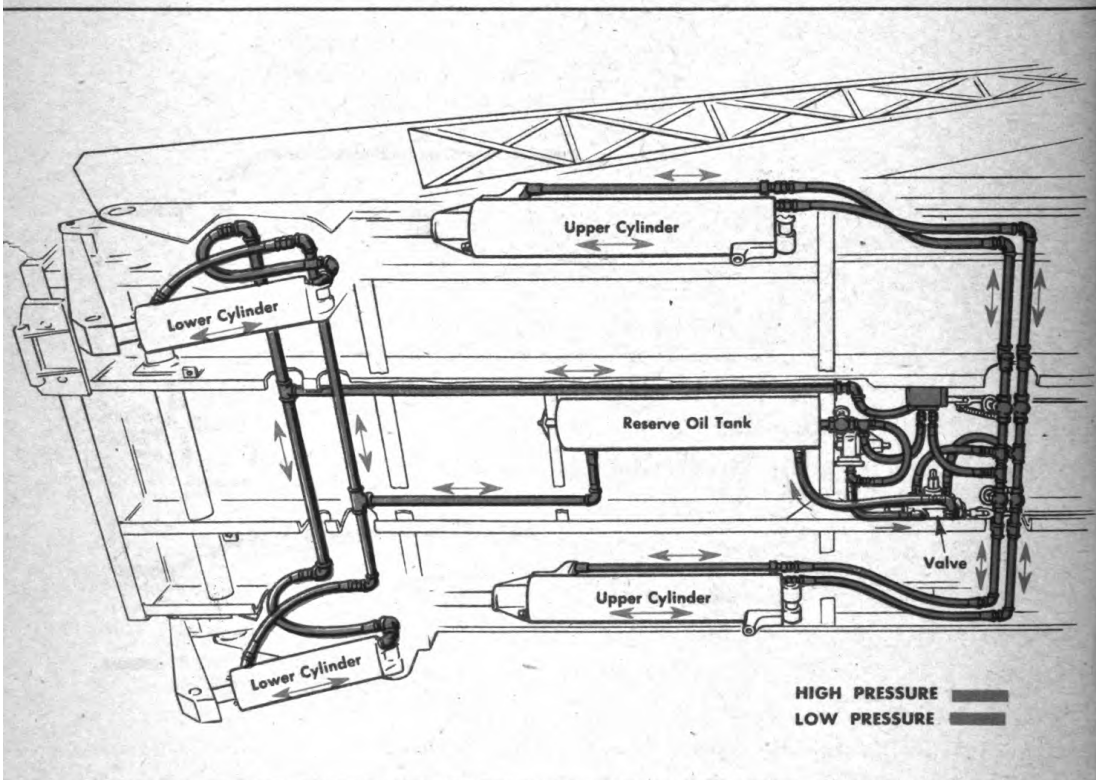 Upper Cylinder
Lower Cylinder
Reserve Oil Tank
Valve
Upper Cylinder
Lower Cylinder
HIGH PRESSURE
LOW PRESSURE